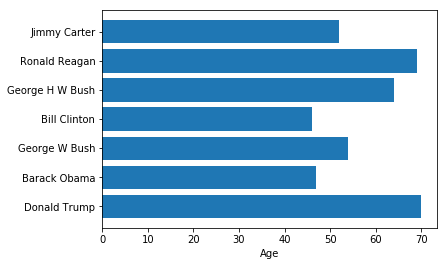 Jimmy Carter
Ronald Reagan
George H W Bush
Bill Clinton
George W Bush
Barack Obama
Donald Trump
0 10 20 30 40 50 60 70
Age